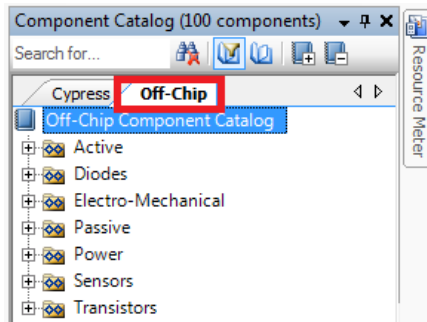 Component Catalog (100 components)
Search for...
Cypress Off-Chip
Off-Chip Component Catalog
Active
Diodes
Electro-Mechanical
Passive
Power
Sensors
Transistors
Resource Meter